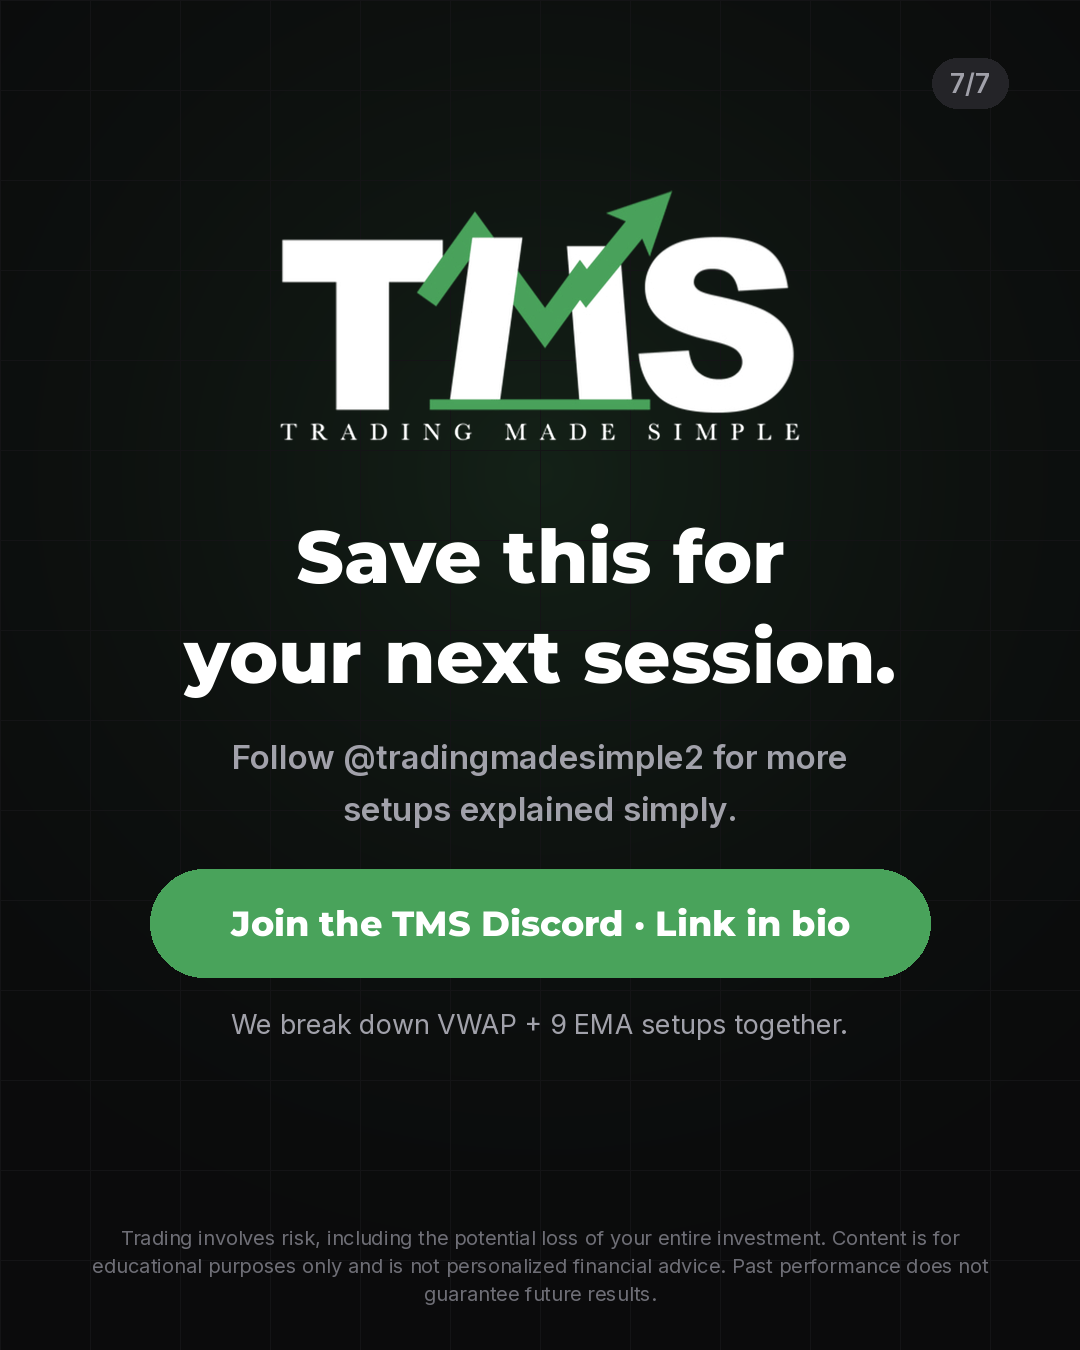 7/7
TMS
TRADING MADE SIMPLE
Save this for
your next session.
Follow @tradingmadesimple2 for more
setups explained simply.
Join the TMS Discord · Link in bio
We break down VWAP + 9 EMA setups together.
Trading involves risk, including the potential loss of your entire investment. Content is for
educational purposes only and is not personalized financial advice. Past performance does not
guarantee future results.